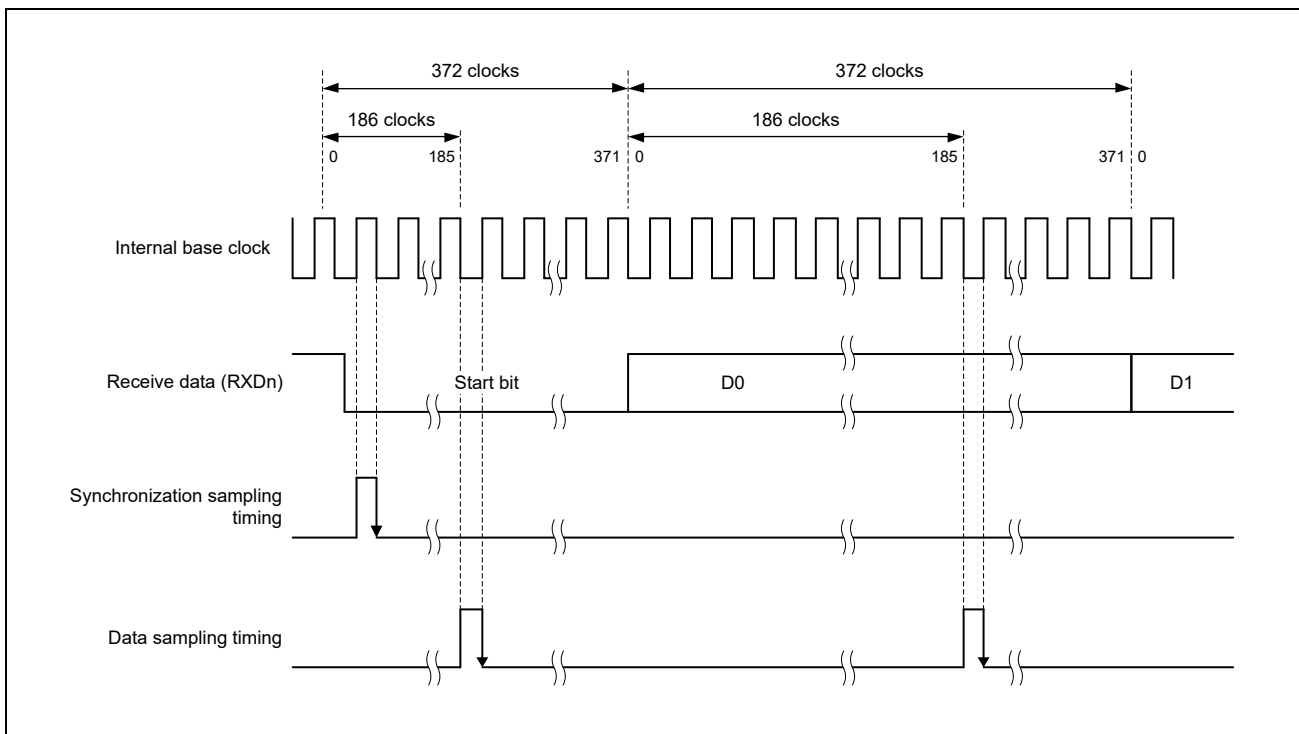 372 clocks 372 clocks
186 clocks 186 clocks
0 185 371 0 185 371 0
Internal base clock
Receive data (RXDn) Start bit D0 D1
Synchronization sampling
timing
Data sampling timing